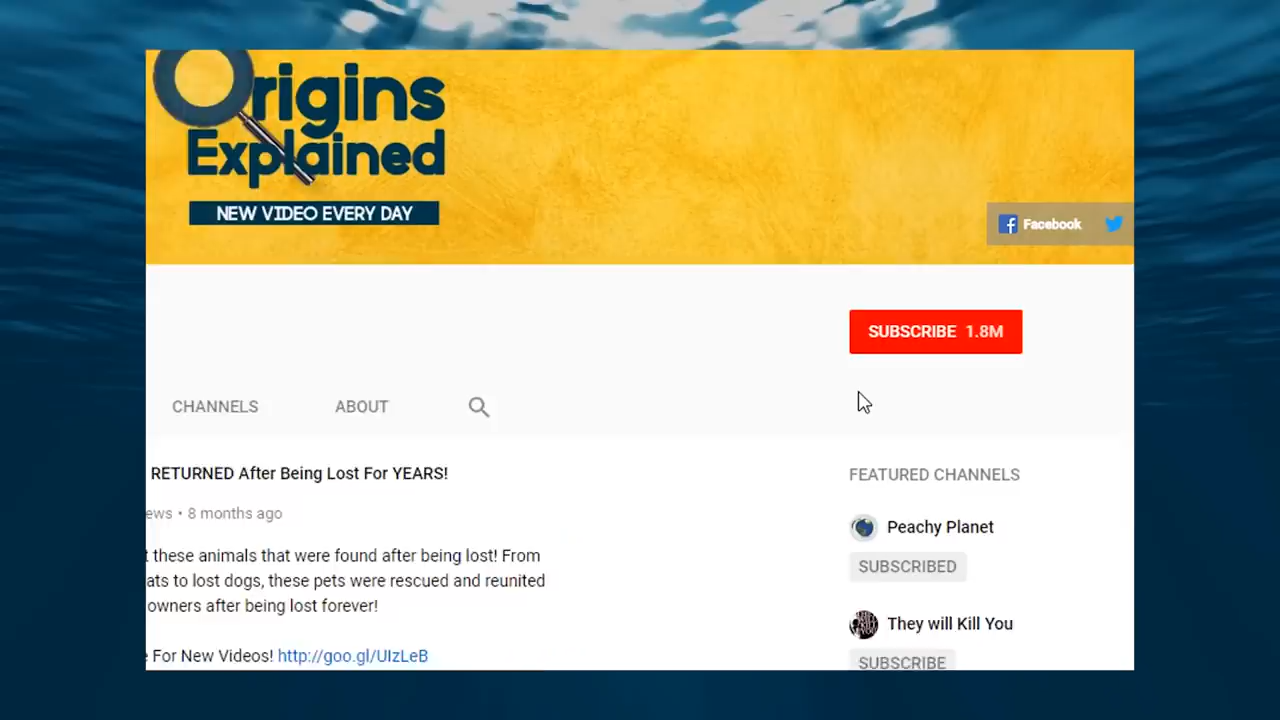 Origins
Explained
NEW VIDEO EVERY DAY
Facebook
SUBSCRIBE 1.8M
CHANNELS ABOUT
RETURNED After Being Lost For YEARS!
8 months ago
these animals that were found after being lost! From
to lost dogs, these pets were rescued and reunited
owners after being lost forever!
For New Videos! http://goo.gl/UIzLeB
FEATURED CHANNELS
Peachy Planet
SUBSCRIBED
They will Kill You
SUBSCRIBE